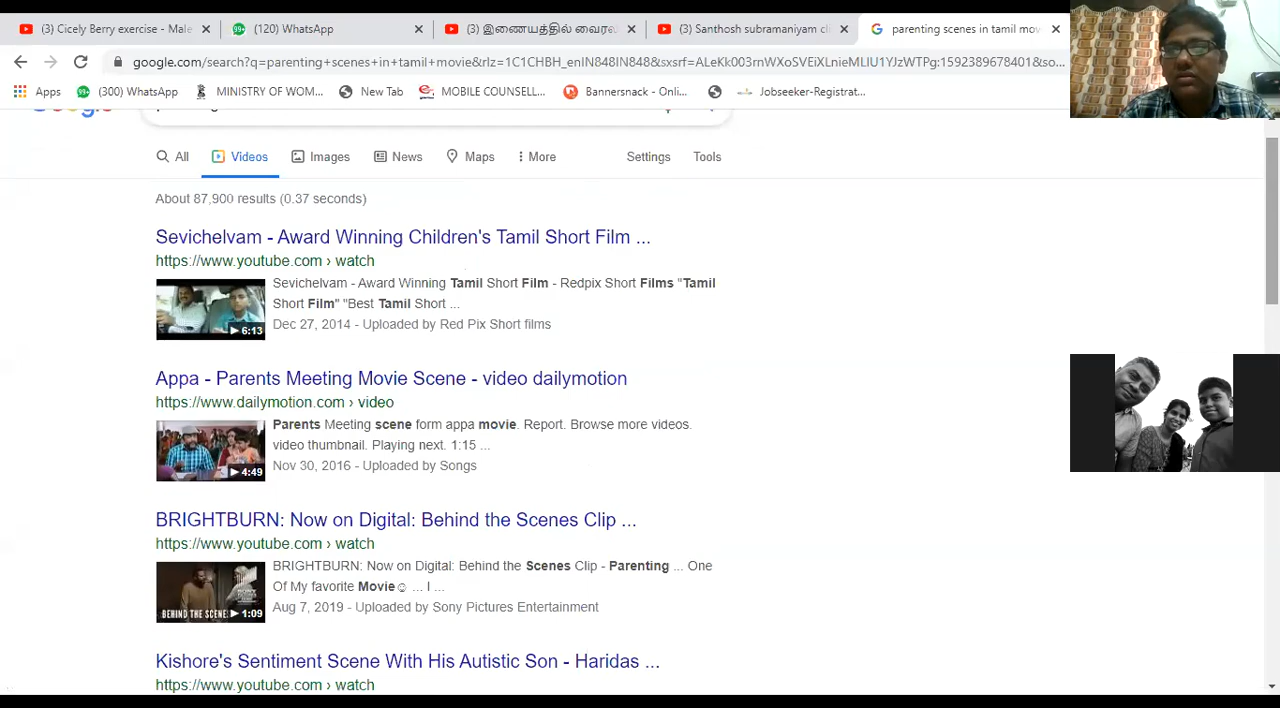 (3) Cicely Berry exercise - Male
(120) WhatsApp
(3) இணையத்தில் வைரல
(3) Santhosh subramaniyam cl
parenting scenes in tamil mov
google.com/search?q=parenting+scenes+in+tamil+movie&rlz=1C1CHBH_enIN848IN848&sxsrf=ALeKk003rnWXoSVEiXLnieMLIU1YJzWTPg:1592389678401&so...
Apps
(300) WhatsApp
MINISTRY OF WOM...
New Tab
MOBILE COUNSELL...
Bannersnack - Onli...
Jobseeker-Registrat...
All
Videos
Images
News
Maps
More
Settings
Tools
About 87,900 results (0.37 seconds)
Sevichelvam - Award Winning Children's Tamil Short Film ...
https://www.youtube.com › watch
Sevichelvam - Award Winning Tamil Short Film - Redpix Short Films "Tamil
Short Film" "Best Tamil Short ...
6:13
Dec 27, 2014 - Uploaded by Red Pix Short films
Appa - Parents Meeting Movie Scene - video dailymotion
https://www.dailymotion.com › video
Parents Meeting scene form appa movie. Report. Browse more videos.
video thumbnail. Playing next. 1:15 ...
4:49
Nov 30, 2016 - Uploaded by Songs
BRIGHTBURN: Now on Digital: Behind the Scenes Clip ...
https://www.youtube.com › watch
BRIGHTBURN: Now on Digital: Behind the Scenes Clip - Parenting ... One
Of My favorite Movie☺ ... I ...
BEHIND THE SCENE
1:09
Aug 7, 2019 - Uploaded by Sony Pictures Entertainment
Kishore's Sentiment Scene With His Autistic Son - Haridas ...
https://www.youtube.com › watch